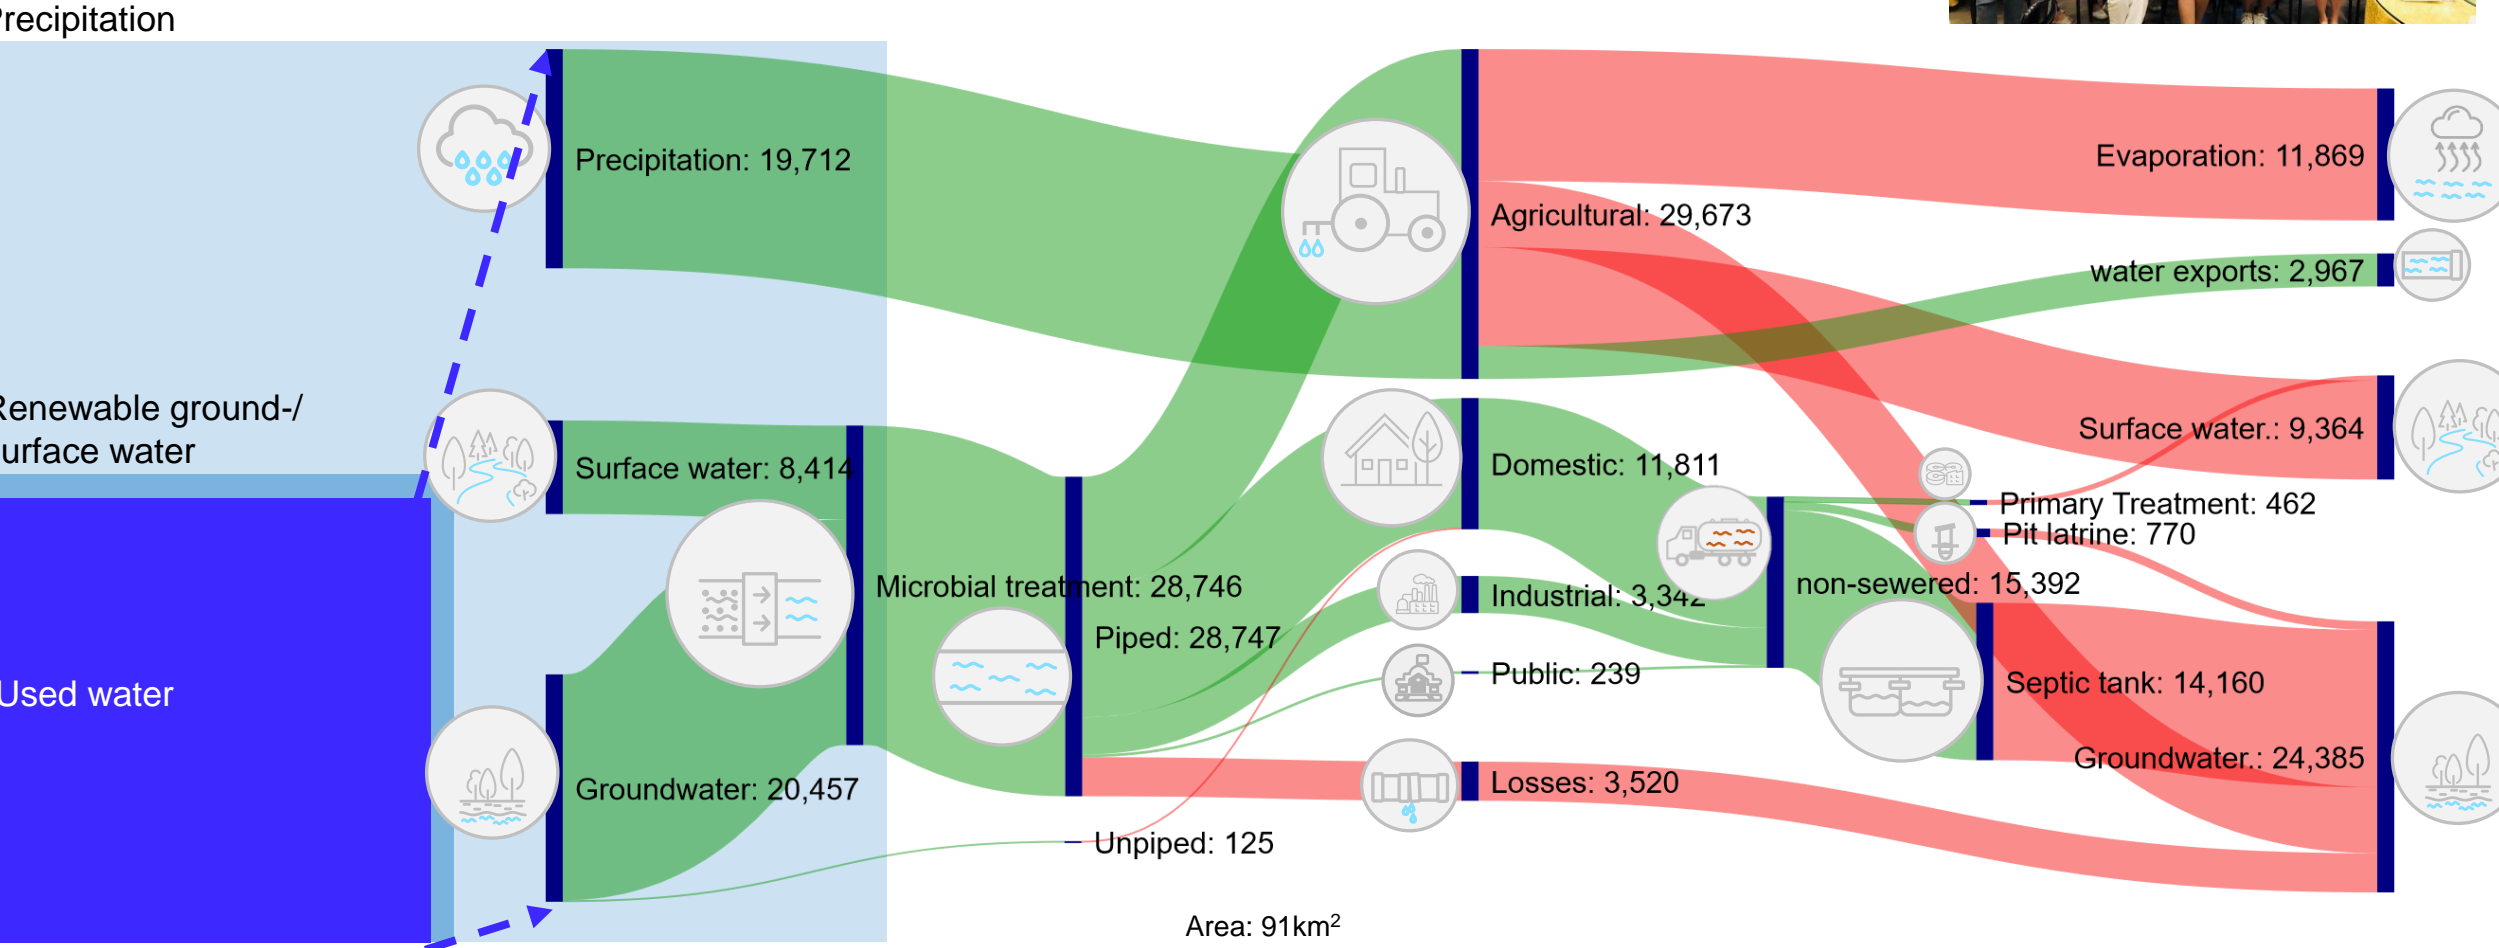 Precipitation
Precipitation: 19,712
Evaporation: 11,869
Agricultural: 29,673
water exports: 2,967
Renewable ground-/
surface water
Surface water: 8,414
Domestic: 11,811
Surface water.: 9,364
Primary Treatment: 462
Pit latrine: 770
Microbial treatment: 28,746
Industrial: 3,342
non-sewered: 15,392
Piped: 28,747
Public: 239
Septic tank: 14,160
Used water
Groundwater.: 24,385
Groundwater: 20,457
Losses: 3,520
Unpiped: 125
Area: 91km²